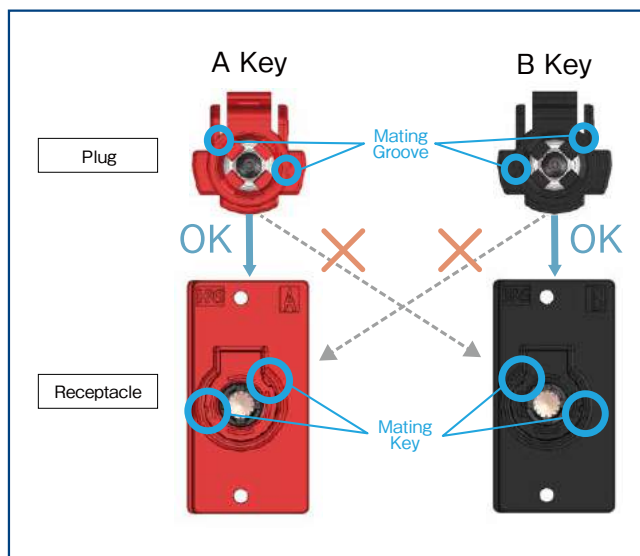 A Key
B Key
Plug
Mating
Groove
OK
OK
A
Receptacle
Mating
Key